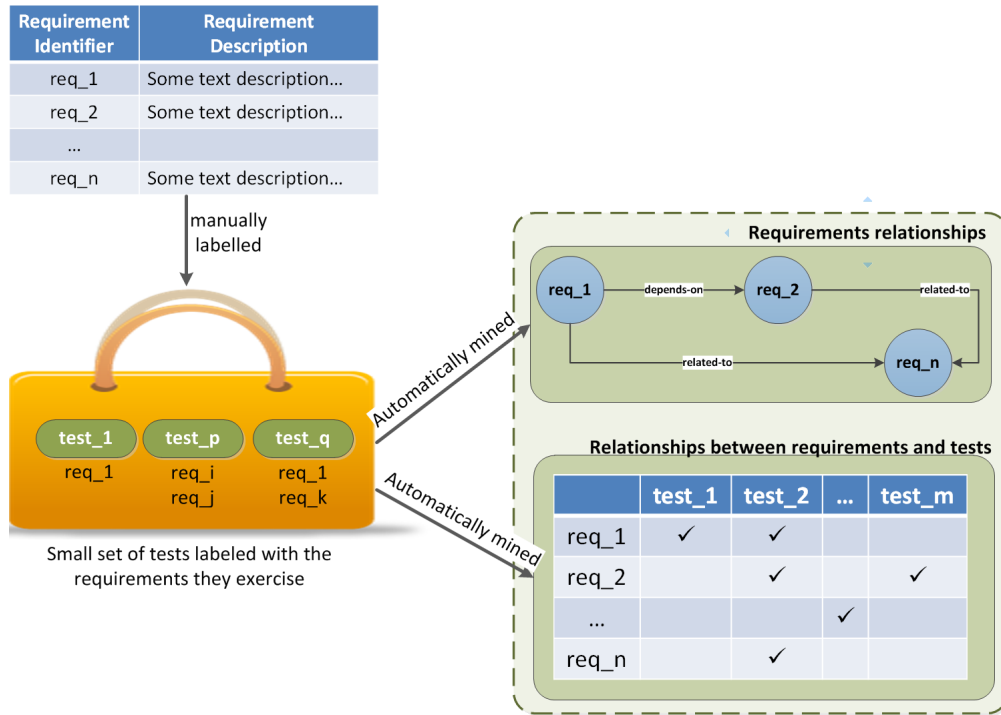 Requirement Identifier
Requirement Description
req_1
Some text description...
req_2
Some text description...
...
req_n
Some text description...
manually
labelled
test_1
test_p
test_q
req_1
req_i
req_j
req_1
req_k
Small set of tests labeled with the
requirements they exercise
Automatically mined
Automatically mined
Requirements relationships
req_1
depends-on
req_2
related-to
related-to
req_n
Relationships between requirements and tests
test_1
test_2
...
test_m
req_1
✓
✓
req_2
✓
✓
...
✓
req_n
✓